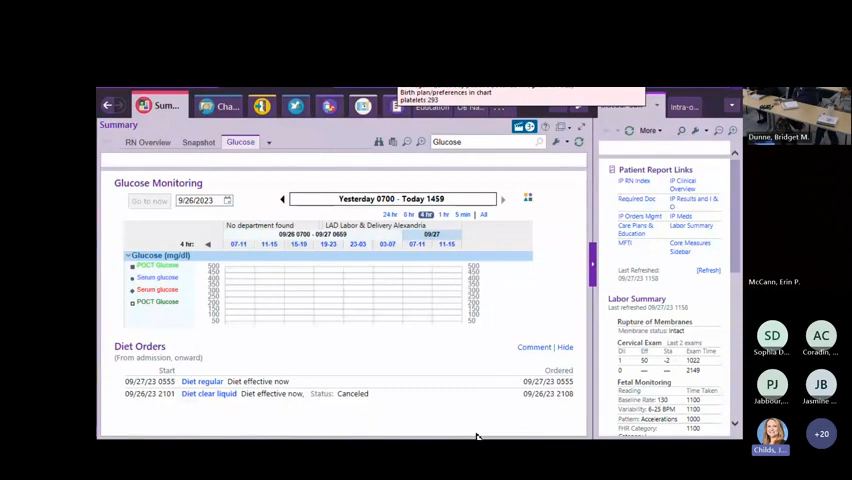 Birth plan/preferences in chart
platelets 293
Sum...
Cha...
Education
Intra-o...
Summary
RN Overview
Snapshot
Glucose
Glucose
More
Glucose Monitoring
Go to now
9/26/2023
Yesterday 0700 - Today 1459
24 hr
8 hr
4 hr
1 hr
5 min
All
No department found
LAD Labor & Delivery Alexandria
09/26 0700 - 09/27 0659
09/27
4 hr:
07-11
11-15
15-19
19-23
23-03
03-07
07-11
11-15
Glucose (mg/dl)
POCT Glucose
Serum glucose
Serum glucose
POCT Glucose
500
450
400
350
300
250
200
150
100
50
500
450
400
350
300
250
200
150
100
50
Diet Orders
Comment | Hide
(From admission, onward)
Start
Ordered
09/27/23 0555 Diet regular Diet effective now
09/27/23 0555
09/26/23 2101 Diet clear liquid Diet effective now, Status: Canceled
09/26/23 2108
Patient Report Links
IP RN Index
IP Clinical Overview
Required Doc
IP Results and I & O
IP Orders Mgmt
IP Meds
Care Plans & Education
Labor Summary
MFTI
Core Measures Sidebar
Last Refreshed:
09/27/23 1158
[Refresh]
Labor Summary
Last refreshed 09/27/23 1158
Rupture of Membranes
Membrane status: Intact
Cervical Exam Last 2 exams
Dil Eff Sta Exam Time
1 50 -2 1022
0 — — 2149
Fetal Monitoring
Reading Time Taken
Baseline Rate: 130 1100
Variability: 6-25 BPM 1100
Pattern: Accelerations 1000
FHR Category: 1100
Dunne, Bridget M.
McCann, Erin P.
SD
AC
Sophia D...
Coradin, ...
PJ
JB
Jabbour,...
Jasmine ...
+20
Childs, J...